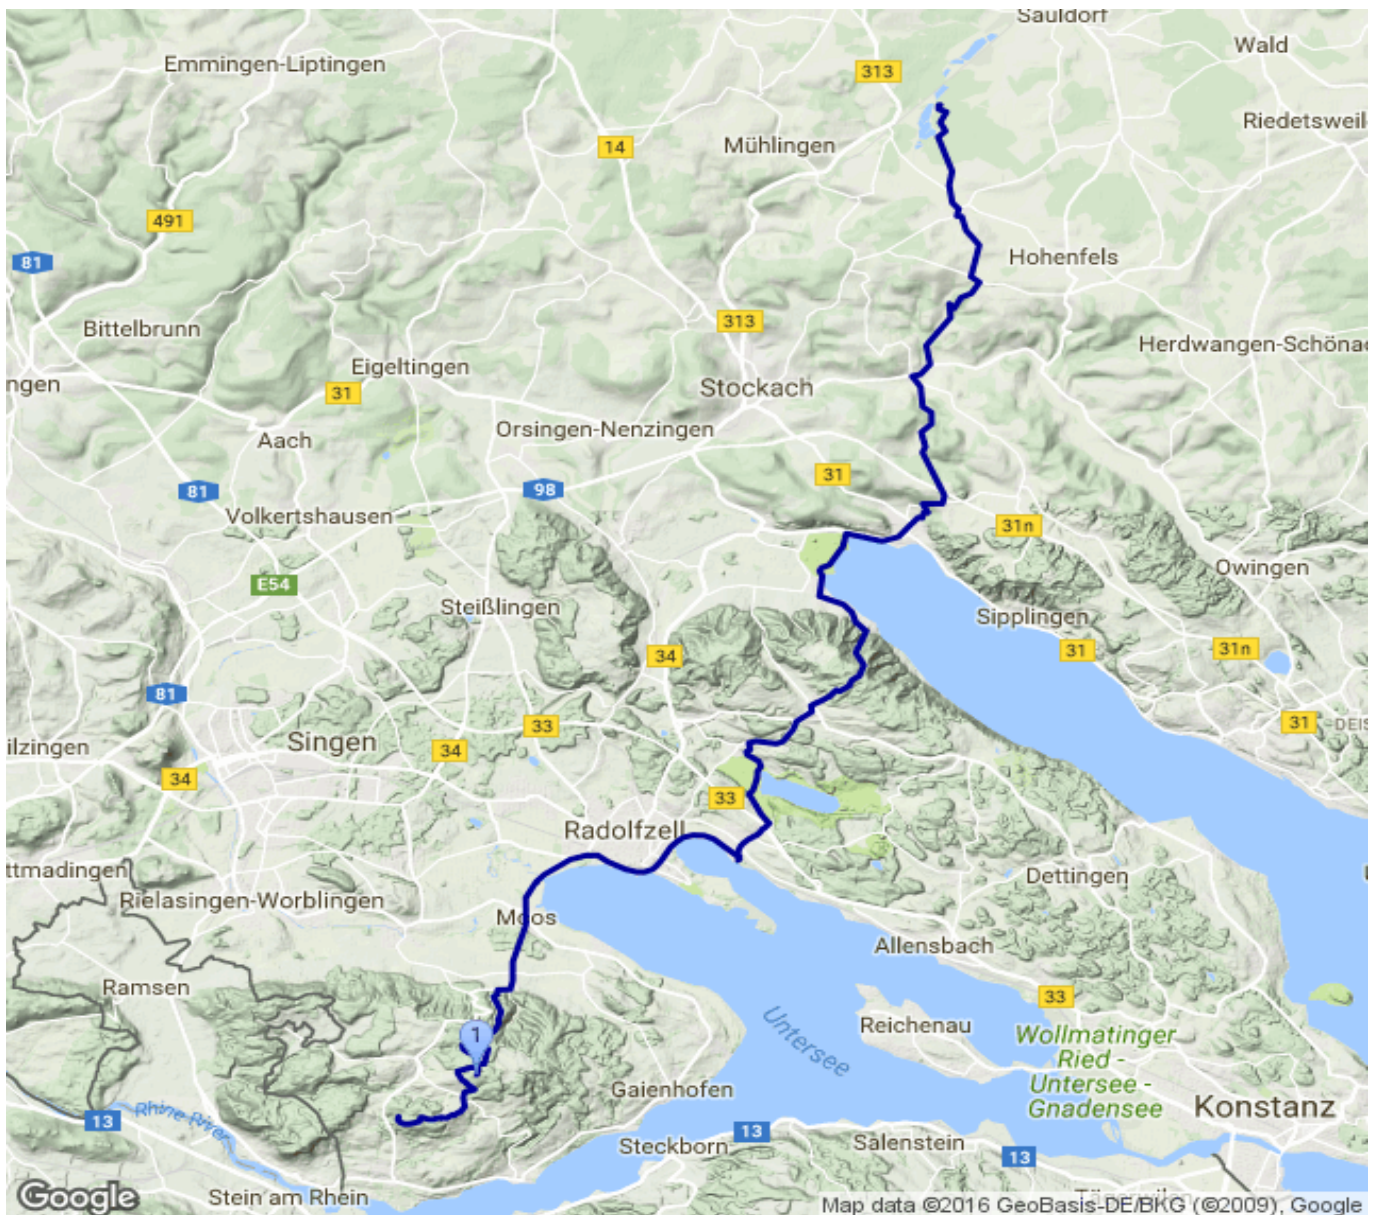 Sauldorf
Wald
Emmingen-Liptingen
313
Riedetsweil
14
Mühlingen
491
81
Hohenfels
Bittelbrunn
313
Herdwangen-Schönac
ngen
Eigeltingen
31
Stockach
Aach
Orsingen-Nenzingen
31
81
98
Volkertshausen
31n
E54
Owingen
Steißlingen
Sipplingen
34
31
31n
81
33
31
DEIS
Singen
34
ilzingen
34
33
Radolfzell
ttmadingen
Dettingen
Rielasingen-Worblingen
Moos
Allensbach
Ramsen
33
Untersee
Reichenau
1
Wollmatinger
Ried -
Untersee -
Gnadensee
Gaienhofen
Konstanz
Rhine River
13
13
Steckborn
Salenstein
13
Stein am Rhein
Google
Map data ©2016 GeoBasis-DE/BKG (©2009), Google